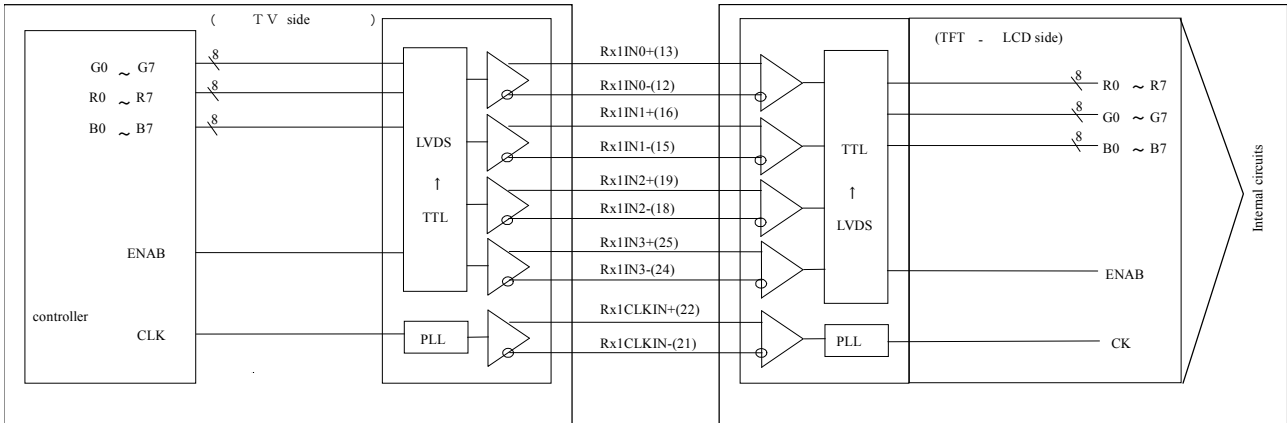 ( TV side )
controller
8
G0 ~ G7
8
R0 ~ R7
8
B0 ~ B7
ENAB
CLK
LVDS
↑
TTL
PLL
Rx1IN0+(13)
Rx1IN0-(12)
Rx1IN1+(16)
Rx1IN1-(15)
Rx1IN2+(19)
Rx1IN2-(18)
Rx1IN3+(25)
Rx1IN3-(24)
Rx1CLKIN+(22)
Rx1CLKIN-(21)
(TFT - LCD side)
TTL
↑
LVDS
PLL
8
R0 ~ R7
8
G0 ~ G7
8
B0 ~ B7
ENAB
CK
Internal circuits